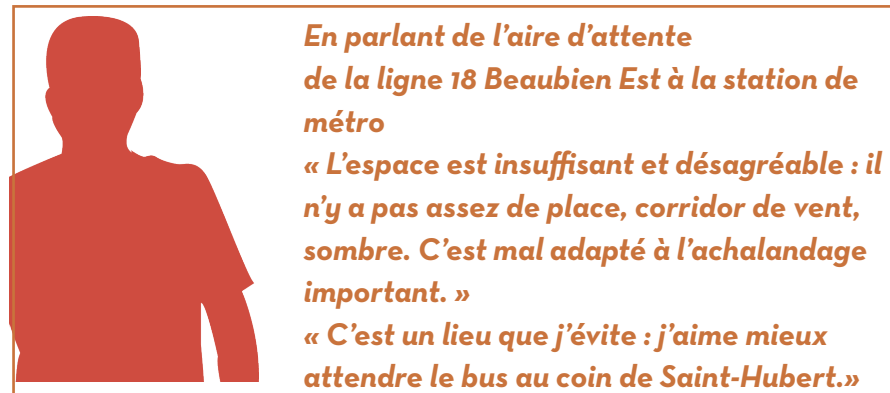 En parlant de l’aire d’attente
de la ligne 18 Beaubien Est à la station de
métro
« L’espace est insuffisant et désagréable : il
n’y a pas assez de place, corridor de vent,
sombre. C’est mal adapté à l’achalandage
important. »
« C’est un lieu que j’évite : j’aime mieux
attendre le bus au coin de Saint-Hubert.»